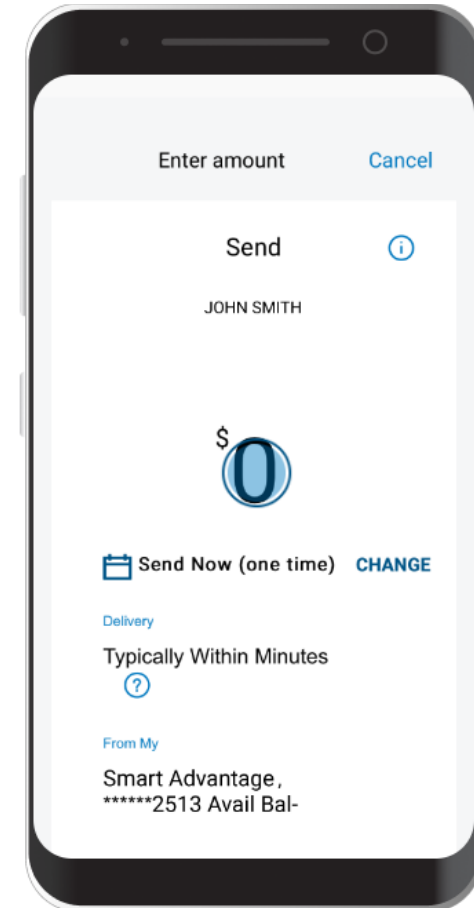 Enter amount Cancel
Send
JOHN SMITH
$0
Send Now (one time) CHANGE
Delivery
Typically Within Minutes
From My
Smart Advantage,
******2513 Avail Bal-